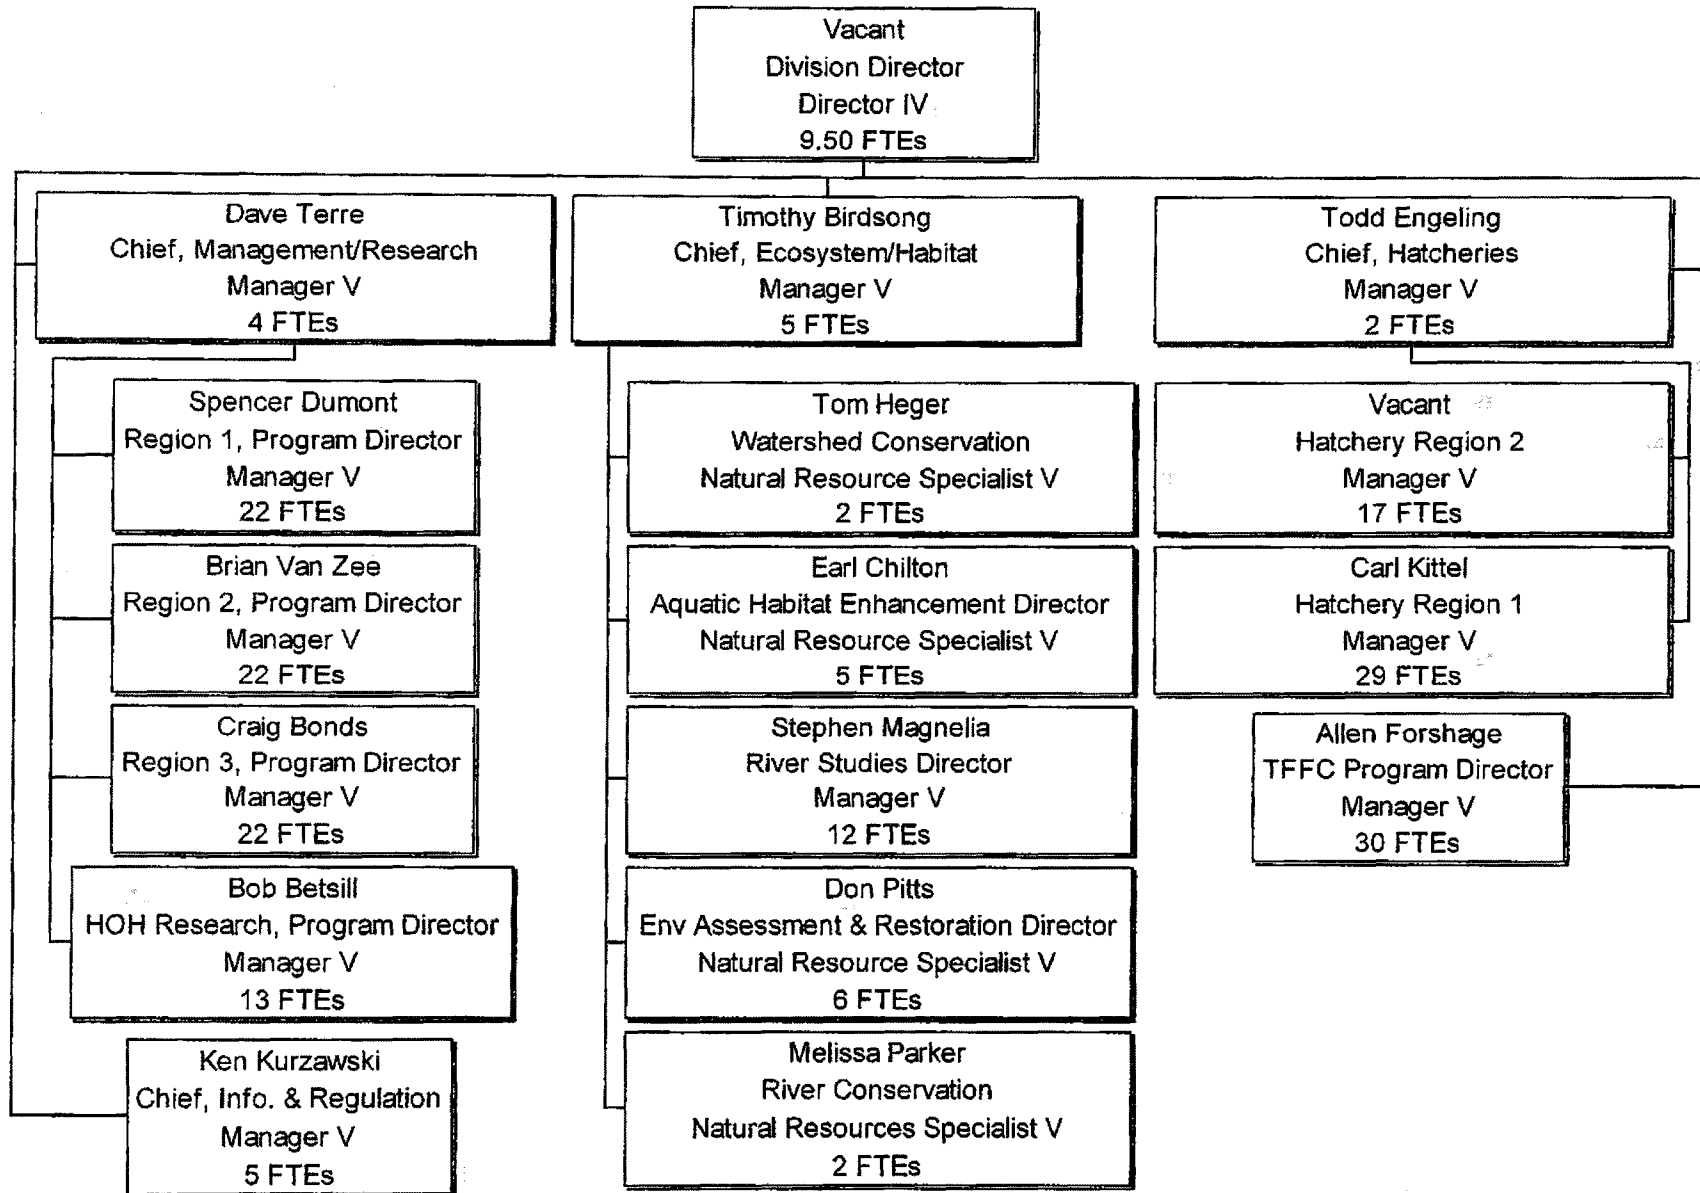 Vacant
Division Director
Director IV
9.50 FTEs
Dave Terre
Chief, Management/Research
Manager V
4 FTEs
Timothy Birdsong
Chief, Ecosystem/Habitat
Manager V
5 FTEs
Todd Engeling
Chief, Hatcheries
Manager V
2 FTEs
Spencer Dumont
Region 1, Program Director
Manager V
22 FTEs
Brian Van Zee
Region 2, Program Director
Manager V
22 FTEs
Craig Bonds
Region 3, Program Director
Manager V
22 FTEs
Bob Betsill
HOH Research, Program Director
Manager V
13 FTEs
Ken Kurzawski
Chief, Info. & Regulation
Manager V
5 FTEs
Tom Heger
Watershed Conservation
Natural Resource Specialist V
2 FTEs
Earl Chilton
Aquatic Habitat Enhancement Director
Natural Resource Specialist V
5 FTEs
Stephen Magnelia
River Studies Director
Manager V
12 FTEs
Don Pitts
Env Assessment & Restoration Director
Natural Resource Specialist V
6 FTEs
Melissa Parker
River Conservation
Natural Resources Specialist V
2 FTEs
Vacant
Hatchery Region 2
Manager V
17 FTEs
Carl Kittel
Hatchery Region 1
Manager V
29 FTEs
Allen Forshage
TFFC Program Director
Manager V
30 FTEs